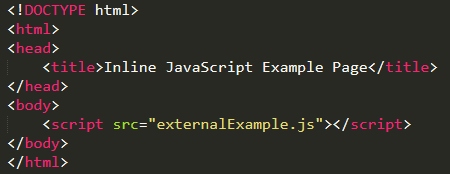 <!DOCTYPE html>
<html>
<head>
    <title>Inline JavaScript Example Page</title>
</head>
<body>
    <script src="externalExample.js"></script>
</body>
</html>